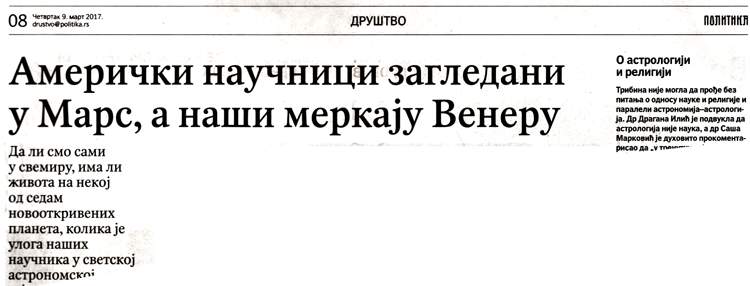 08
Четвртак 9. март 2017.
drustvo@politika.rs
ДРУШТВО
ПОЛИТИКА
Амерички научници загледани
у Марс, а наши меркају Венеру
Да ли смо сами
у свемиру, има ли
живота на некој
од седам
новооткривених
планета, колика је
улога наших
научника у светској
астрономској
О астрологији
и религији
Трибина није могла да прође без
питања о односу науке и религије и
паралели астрономија–астрологи-
ја. Др Драгана Илић је подвукла да
астрологија није наука, а др Саша
Марковић је духовито прокомента-
рисао да „у